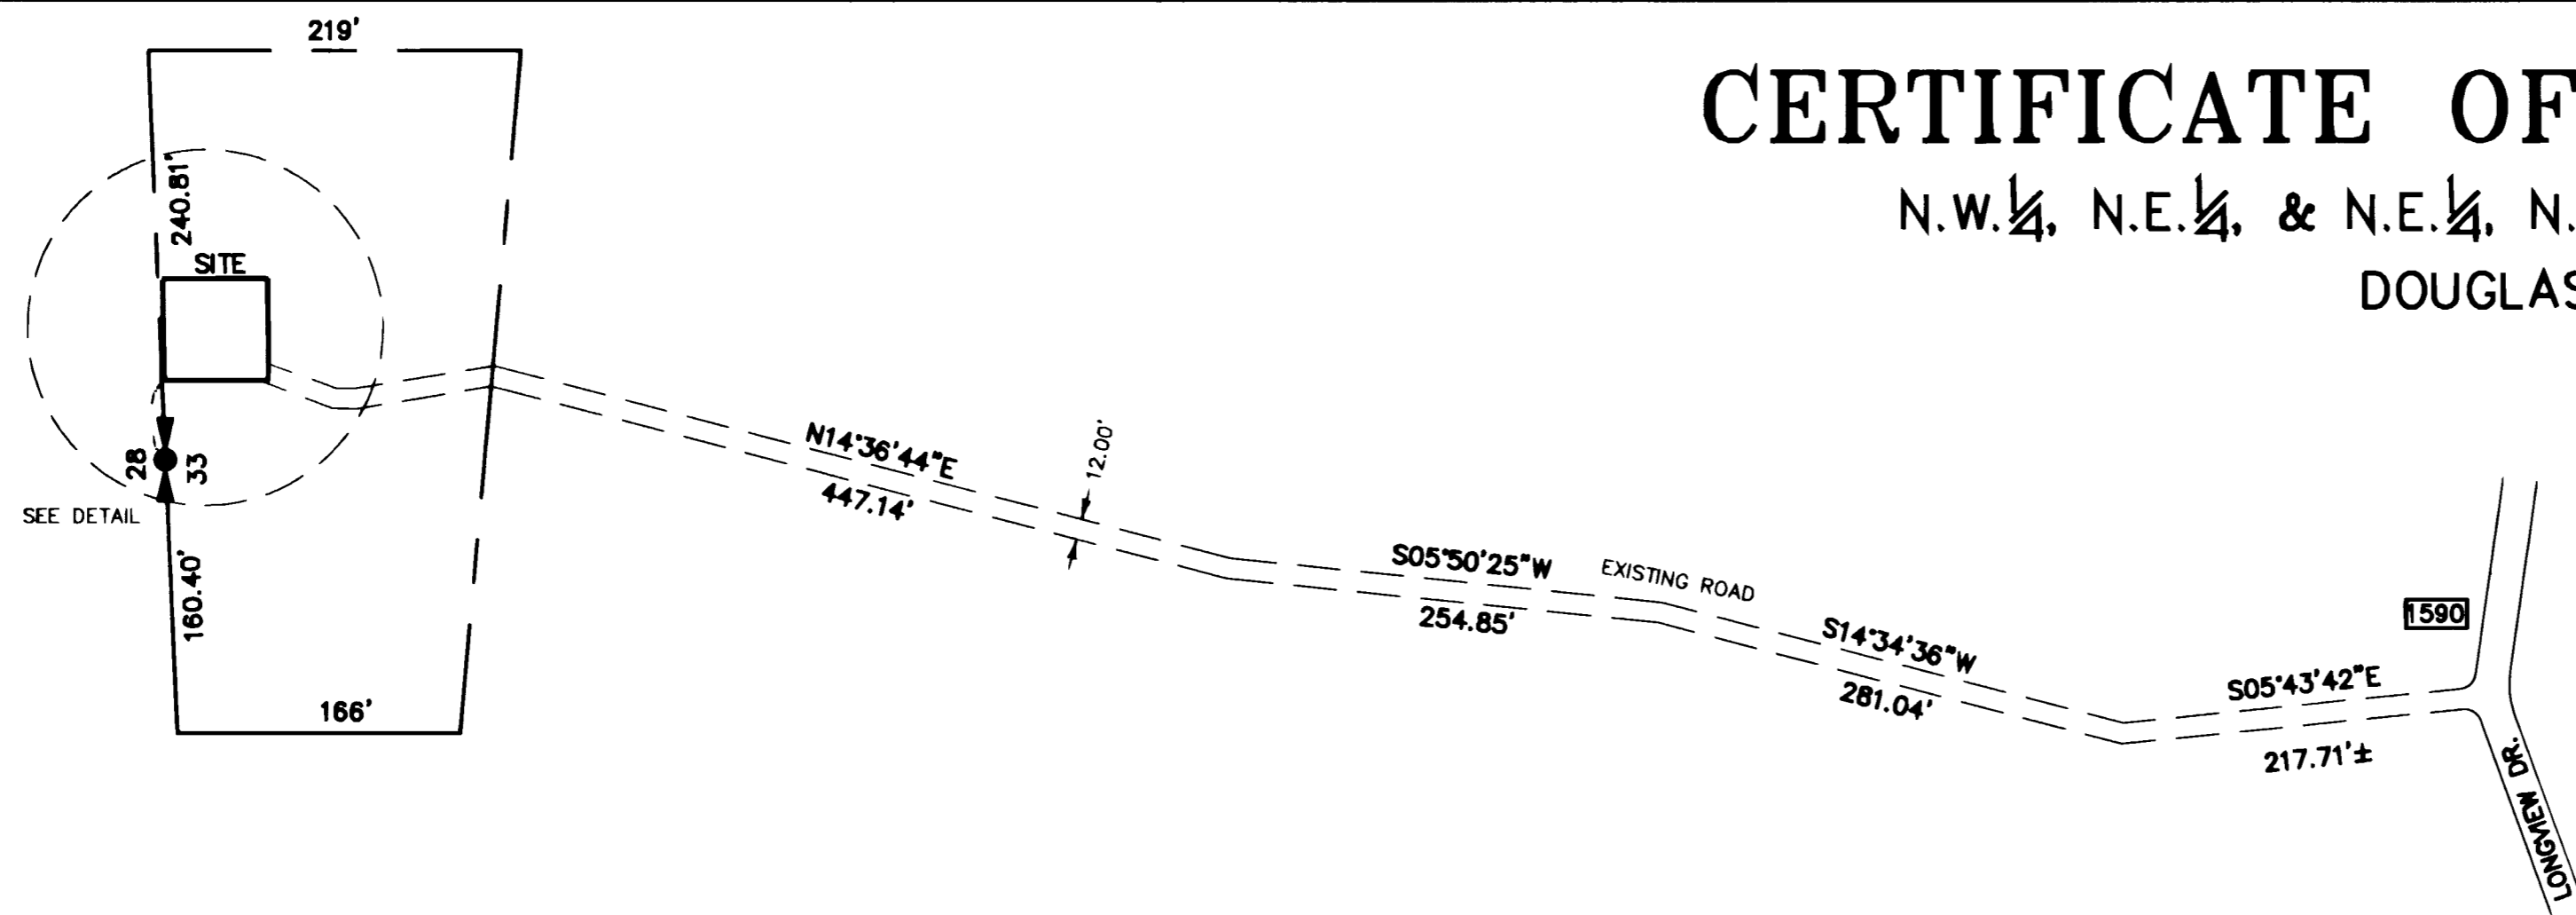 219'
CERTIFICATE OF
N.W.¼, N.E.¼, & N.E.¼, N.
DOUGLAS
240.81'
SITE
28
33
SEE DETAIL
160.40'
166'
N14°36'44"E
447.14'
12.00'
S05°50'25"W
254.85'
EXISTING ROAD
S14°34'36"W
281.04'
1590
S05°43'42"E
217.71'±
LONGVIEW DR.